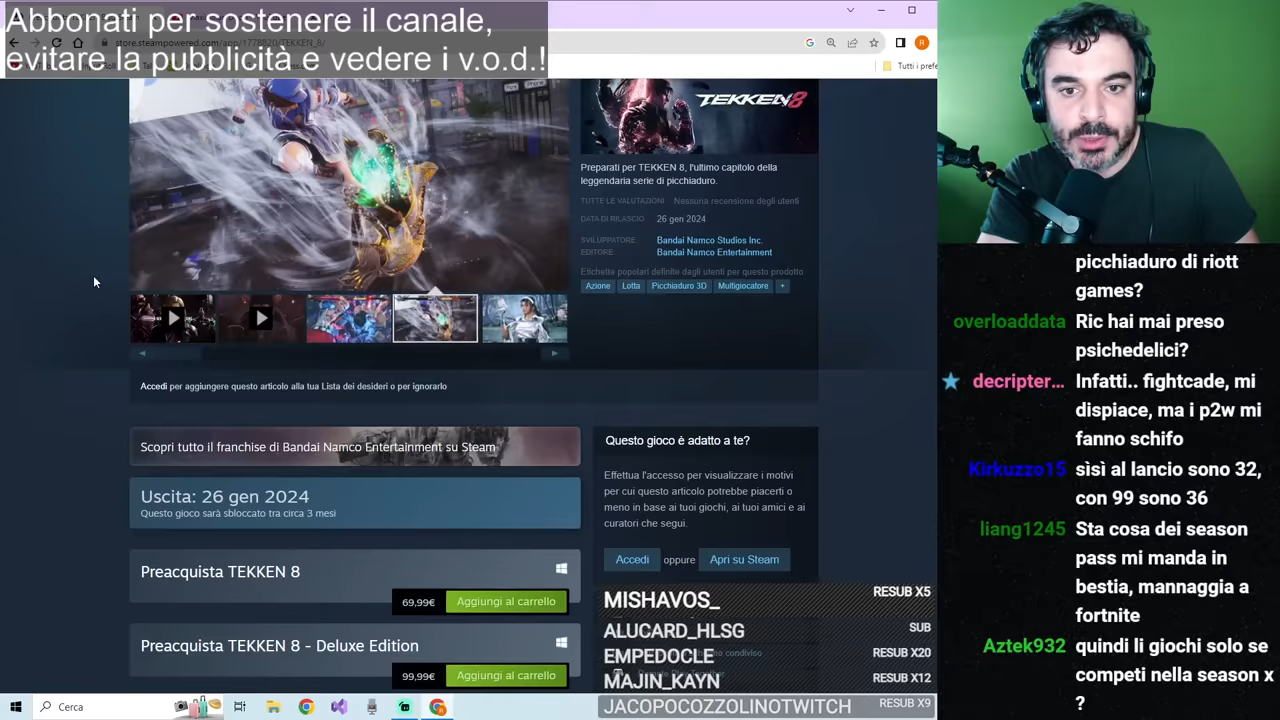 Abbonati per sostenere il canale,
evitare la pubblicità e vedere i v.o.d.!
store.steampowered.com/app/1778820/TEKKEN_8/
Tutti i prefe
TEKKEN 8
Preparati per TEKKEN 8, l'ultimo capitolo della
leggendaria serie di picchiaduro.
TUTTE LE VALUTAZIONI Nessuna recensione degli utenti
DATA DI RILASCIO 26 gen 2024
SVILUPPATORE: Bandai Namco Studios Inc.
EDITORE: Bandai Namco Entertainment
Etichette popolari definite dagli utenti per questo prodotto
Azione Lotta Picchiaduro 3D Multigiocatore +
Accedi per aggiungere questo articolo alla tua Lista dei desideri o per ignorarlo
Scopri tutto il franchise di Bandai Namco Entertainment su Steam
Uscita: 26 gen 2024
Questo gioco sarà sbloccato tra circa 3 mesi
Preacquista TEKKEN 8
69,99€ Aggiungi al carrello
Preacquista TEKKEN 8 - Deluxe Edition
99,99€ Aggiungi al carrello
Questo gioco è adatto a te?
Effettua l'accesso per visualizzare i motivi
per cui questo articolo potrebbe piacerti o
meno in base ai tuoi giochi, ai tuoi amici e ai
curatori che segui.
Accedi oppure Apri su Steam
MISHAVOS_ RESUB X5
ALUCARD_HLSG SUB
EMPEDOCLE RESUB X20
MAJIN_KAYN RESUB X12
JACOPOCOZZOLINOTWITCH RESUB X9
condiviso
Cerca
R
picchiaduro di riott
games?
overloaddata Ric hai mai preso
psichedelici?
decripter... Infatti.. fightcade, mi
dispiace, ma i p2w mi
fanno schifo
Kirkuzzo15 sìsì al lancio sono 32,
con 99 sono 36
liang1245 Sta cosa dei season
pass mi manda in
bestia, mannaggia a
fortnite
Aztek932 quindi li giochi solo se
competi nella season x
?